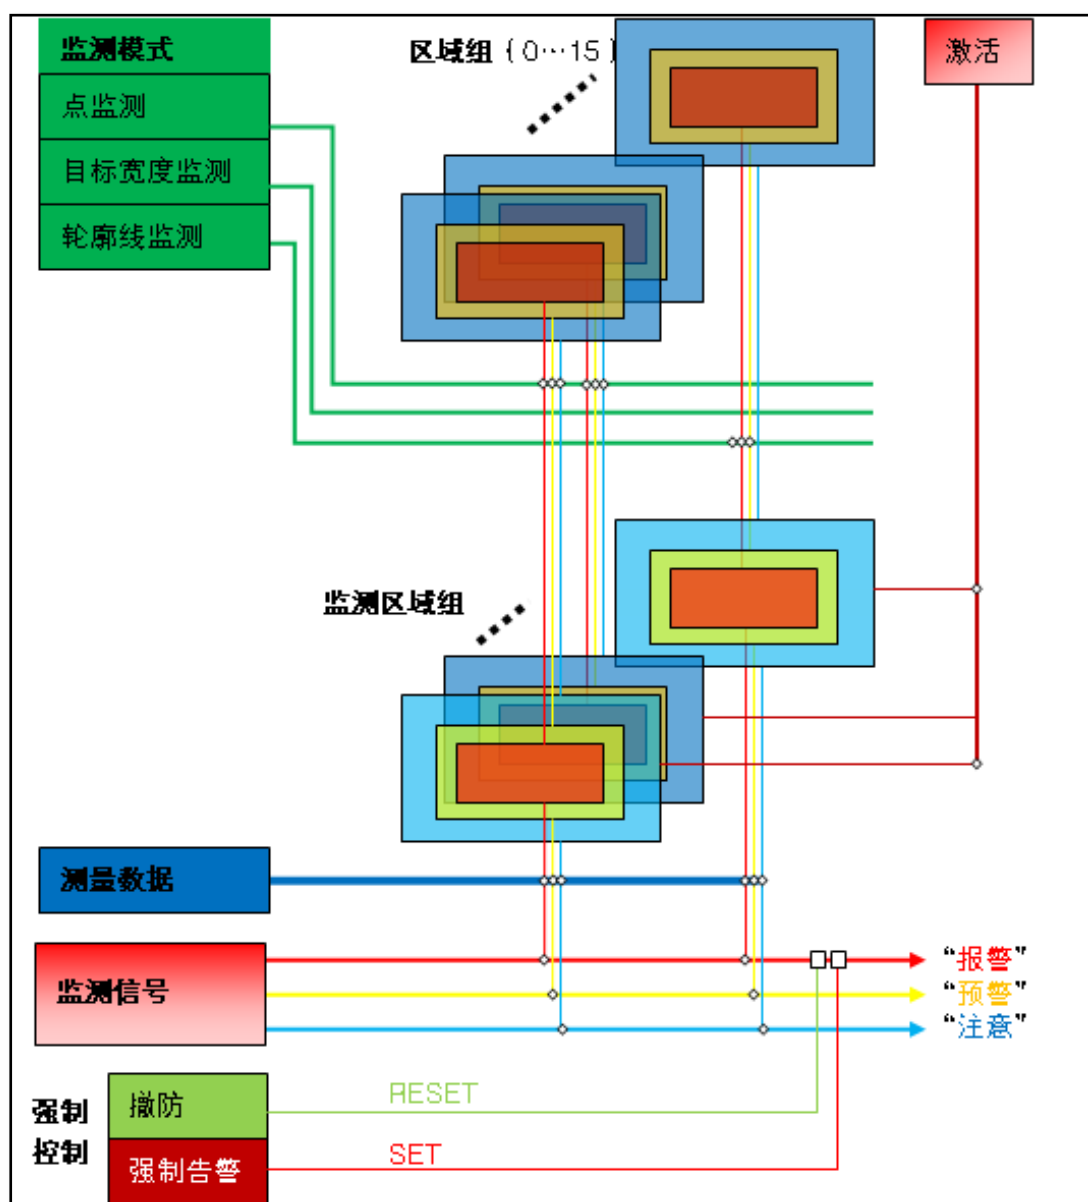 监测模式
点监测
目标宽度监测
轮廓线监测
区域组 ( 0…15 )
激活
监测区域组
测量数据
监测信号
“报警”
“预警”
“注意”
强制
控制
撤防
RESET
强制告警
SET